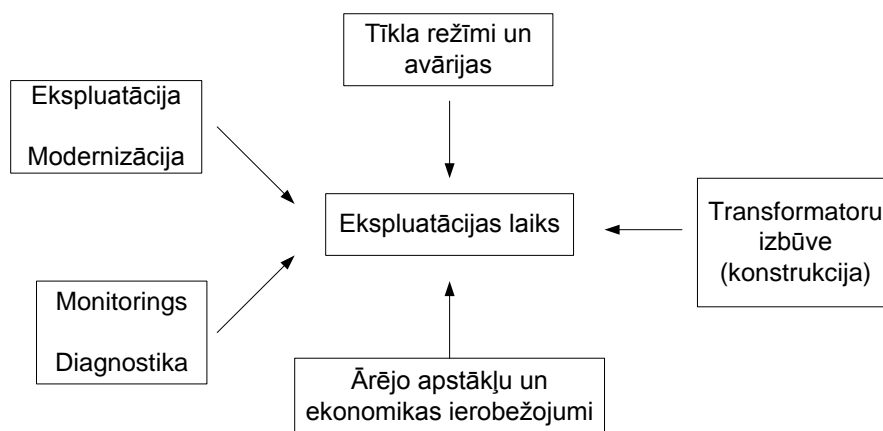 Tīkla režīmi un
avārijas
Ekspluatācija
Modernizācija
Ekspluatācijas laiks
Transformatoru
izbūve
(konstrukcija)
Monitorings
Diagnostika
Ārējo apstākļu un
ekonomikas ierobežojumi